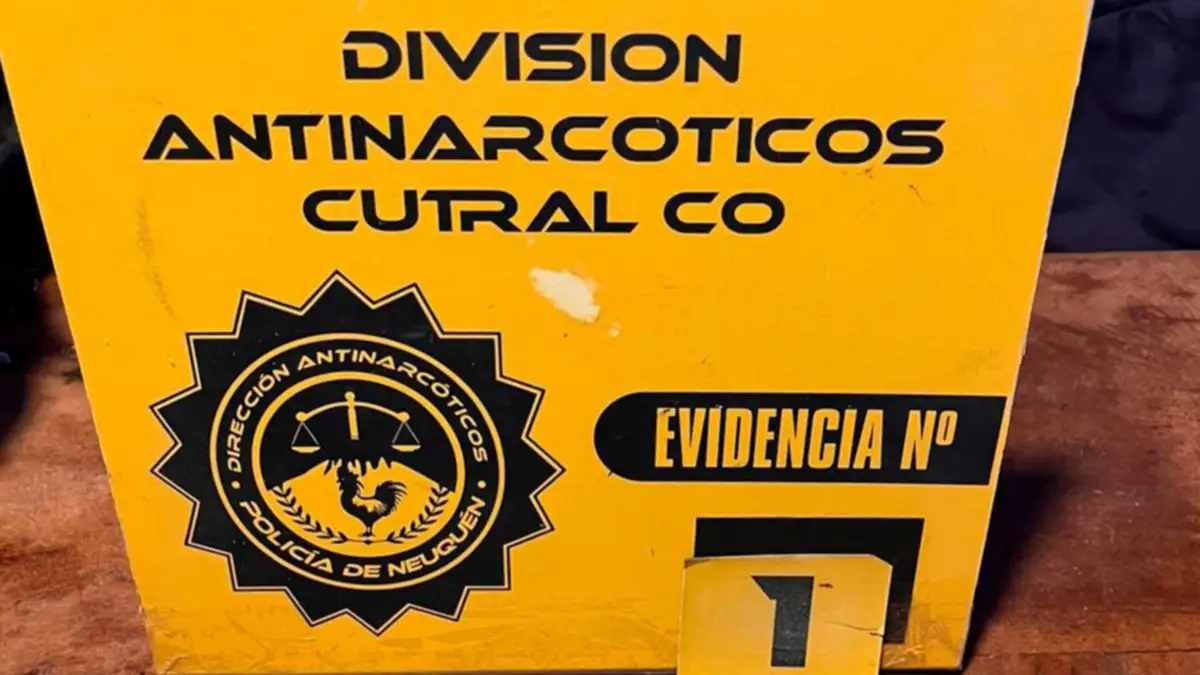 DIVISION
ANTINARCOTICOS
CUTRAL CO
DIRECCIÓN ANTINARCÓTICOS
POLICÍA DE NEUQUÉN
EVIDENCIA Nº
1